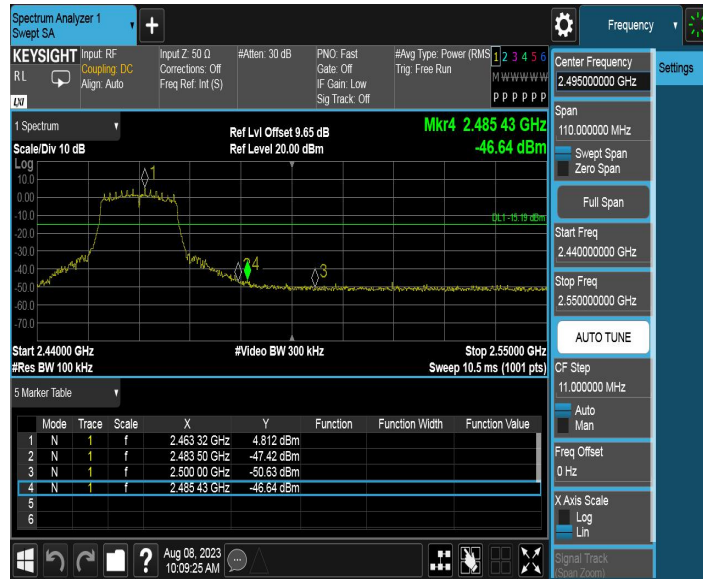 Spectrum Analyzer 1
Swept SA
+
Frequency
KEYSIGHT
RL
LXI
Input: RF
Coupling: DC
Align: Auto
Input Z: 50 Ω
Corrections: Off
Freq Ref: Int (S)
#Atten: 30 dB
PNO: Fast
Gate: Off
IF Gain: Low
Sig Track: Off
#Avg Type: Power (RMS
Trig: Free Run
1 2 3 4 5 6
M W W W W W
P P P P P P
1 Spectrum
Scale/Div 10 dB
Ref Lvl Offset 9.65 dB
Ref Level 20.00 dBm
Mkr4 2.485 43 GHz
-46.64 dBm
Log
10.0
0.00
-10.0
-20.0
-30.0
-40.0
-50.0
-60.0
-70.0
1
DL1 -15.19 dBm
2 4
3
Start 2.44000 GHz
#Video BW 300 kHz
Stop 2.55000 GHz
#Res BW 100 kHz
Sweep 10.5 ms (1001 pts)
5 Marker Table
Mode Trace Scale X Y Function Function Width Function Value
1 N 1 f 2.463 32 GHz 4.812 dBm
2 N 1 f 2.483 50 GHz -47.42 dBm
3 N 1 f 2.500 00 GHz -50.63 dBm
4 N 1 f 2.485 43 GHz -46.64 dBm
5
6
?
Aug 08, 2023
10:09:25 AM
Center Frequency
2.495000000 GHz
Settings
Span
110.000000 MHz
Swept Span
Zero Span
Full Span
Start Freq
2.440000000 GHz
Stop Freq
2.550000000 GHz
AUTO TUNE
CF Step
11.000000 MHz
Auto
Man
Freq Offset
0 Hz
X Axis Scale
Log
Lin
Signal Track
(Span Zoom)